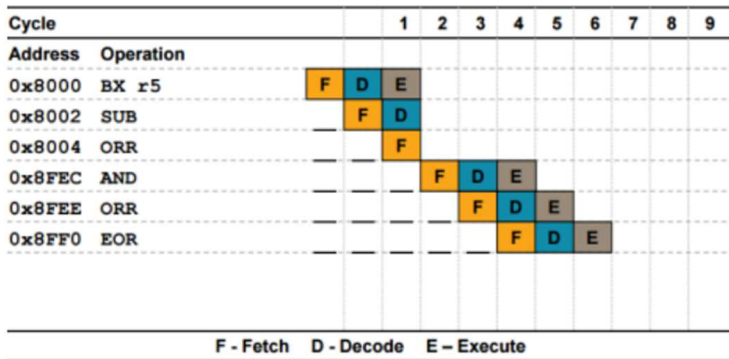 Cycle 1 2 3 4 5 6 7 8 9
Address Operation
0x8000 BX r5 F D E
0x8002 SUB F D
0x8004 ORR F
0x8FEC AND F D E
0x8FEE ORR F D E
0x8FF0 EOR F D E
F - Fetch D - Decode E – Execute